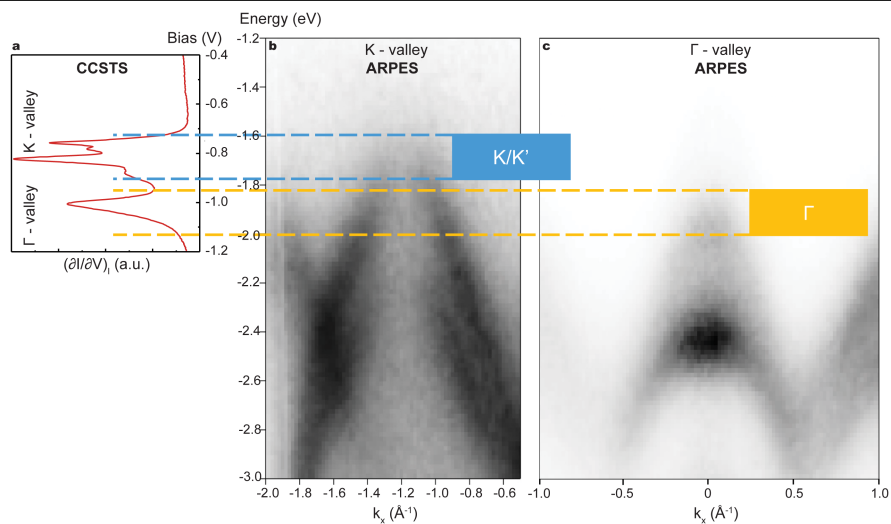 Energy (eV)
a
Bias (V)
CCSTS
K - valley
Γ - valley
-0.4
-0.6
-0.8
-1.0
-1.2
(∂I/∂V)I (a.u.)
b
K - valley
ARPES
-1.2
-1.4
-1.6
-1.8
-2.0
-2.2
-2.4
-2.6
-2.8
-3.0
-2.0 -1.8 -1.6 -1.4 -1.2 -1.0 -0.8 -0.6
kx (Å-1)
K/K'
c
Γ - valley
ARPES
Γ
-1.0 -0.5 0 0.5 1.0
kx (Å-1)